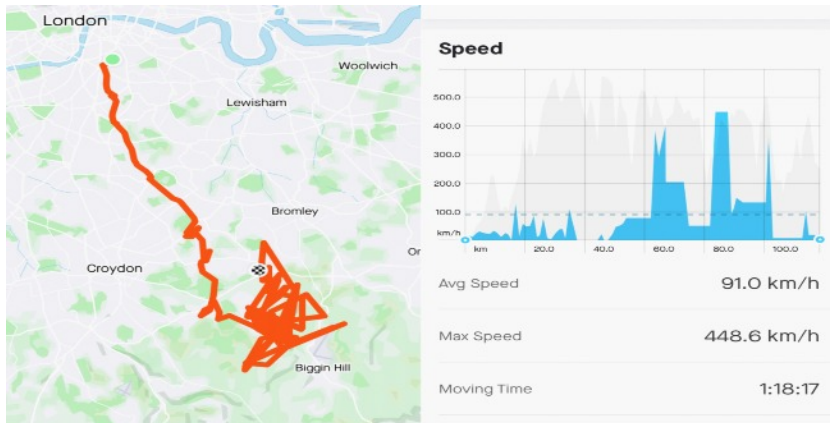 London
Woolwich
Lewisham
Bromley
Or
Croydon
Biggin Hill
Speed
500.0
400.0
300.0
200.0
100.0
km/h
km 20.0 40.0 60.0 80.0 100.0
Avg Speed 91.0 km/h
Max Speed 448.6 km/h
Moving Time 1:18:17